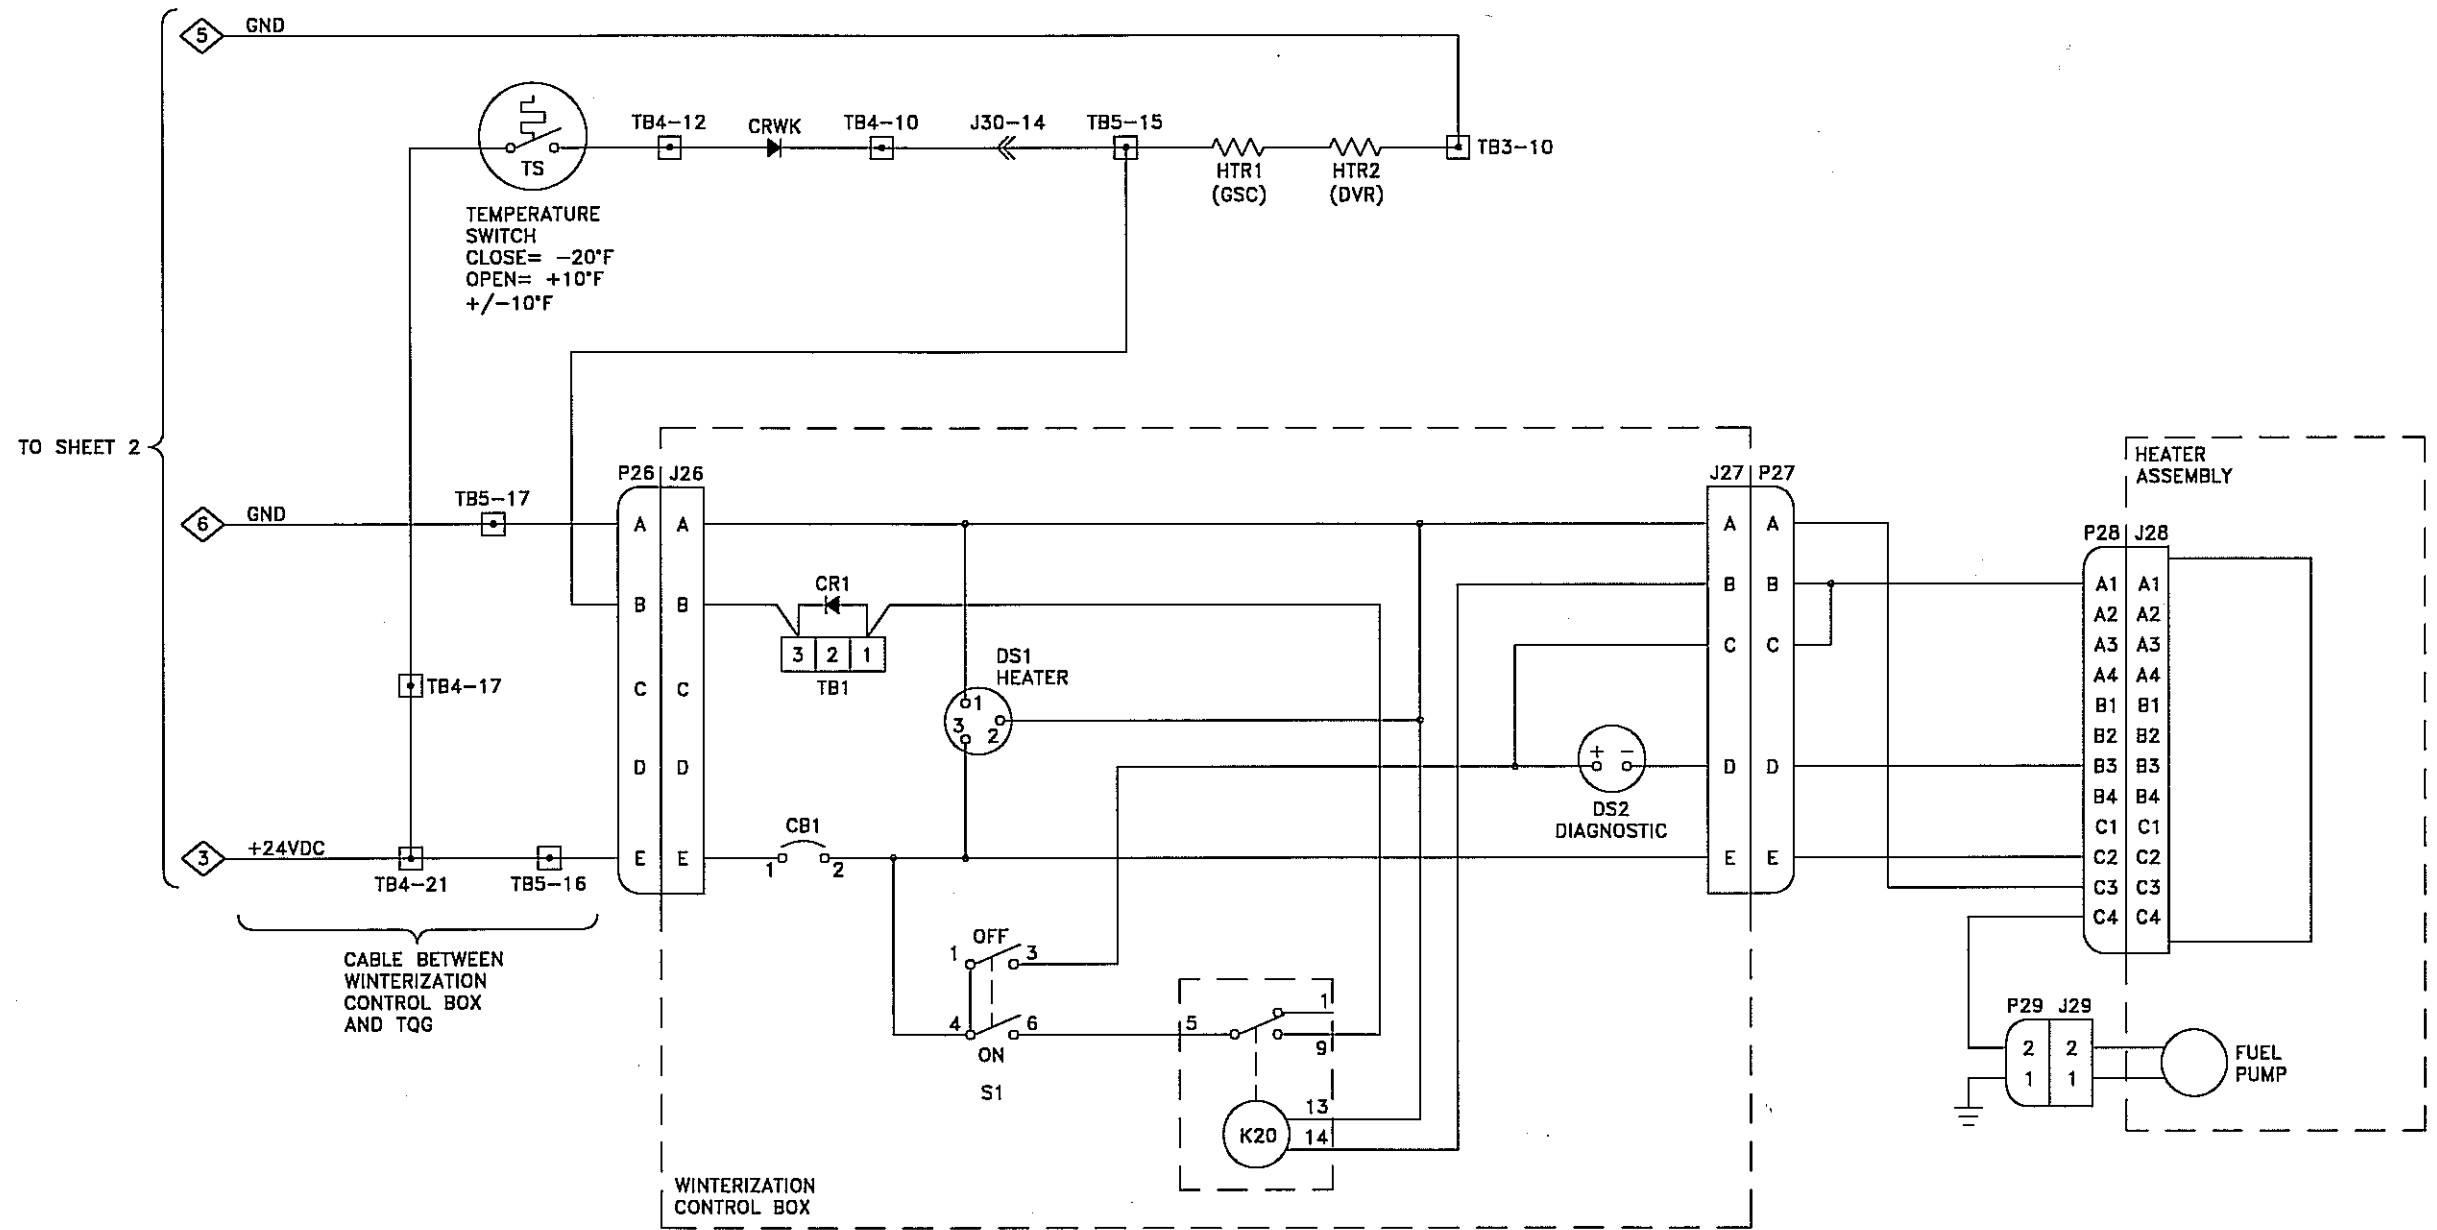 5 GND
TB4-12 CRWK TB4-10 J30-14 TB5-15
TB3-10
TS
HTR1
(GSC)
HTR2
(DVR)
TEMPERATURE
SWITCH
CLOSE= -20°F
OPEN= +10°F
+/-10°F
TO SHEET 2
P26 J26
J27 P27
HEATER
ASSEMBLY
6 GND
TB5-17
A A
A A
P28 J28
CR1
B B
B B
3 2 1
TB1
DS1
HEATER
1
3
2
C C
C C
TB4-17
D D
D D
+ -
DS2
DIAGNOSTIC
A1 A1
A2 A2
A3 A3
A4 A4
B1 B1
B2 B2
B3 B3
B4 B4
C1 C1
C2 C2
C3 C3
C4 C4
3 +24VDC
TB4-21
TB5-16
E E
CB1
1 2
E E
CABLE BETWEEN
WINTERIZATION
CONTROL BOX
AND TQG
OFF
1 3
4 6
ON
S1
5
1
9
13
14
K20
P29 J29
2 2
1 1
FUEL
PUMP
WINTERIZATION
CONTROL BOX